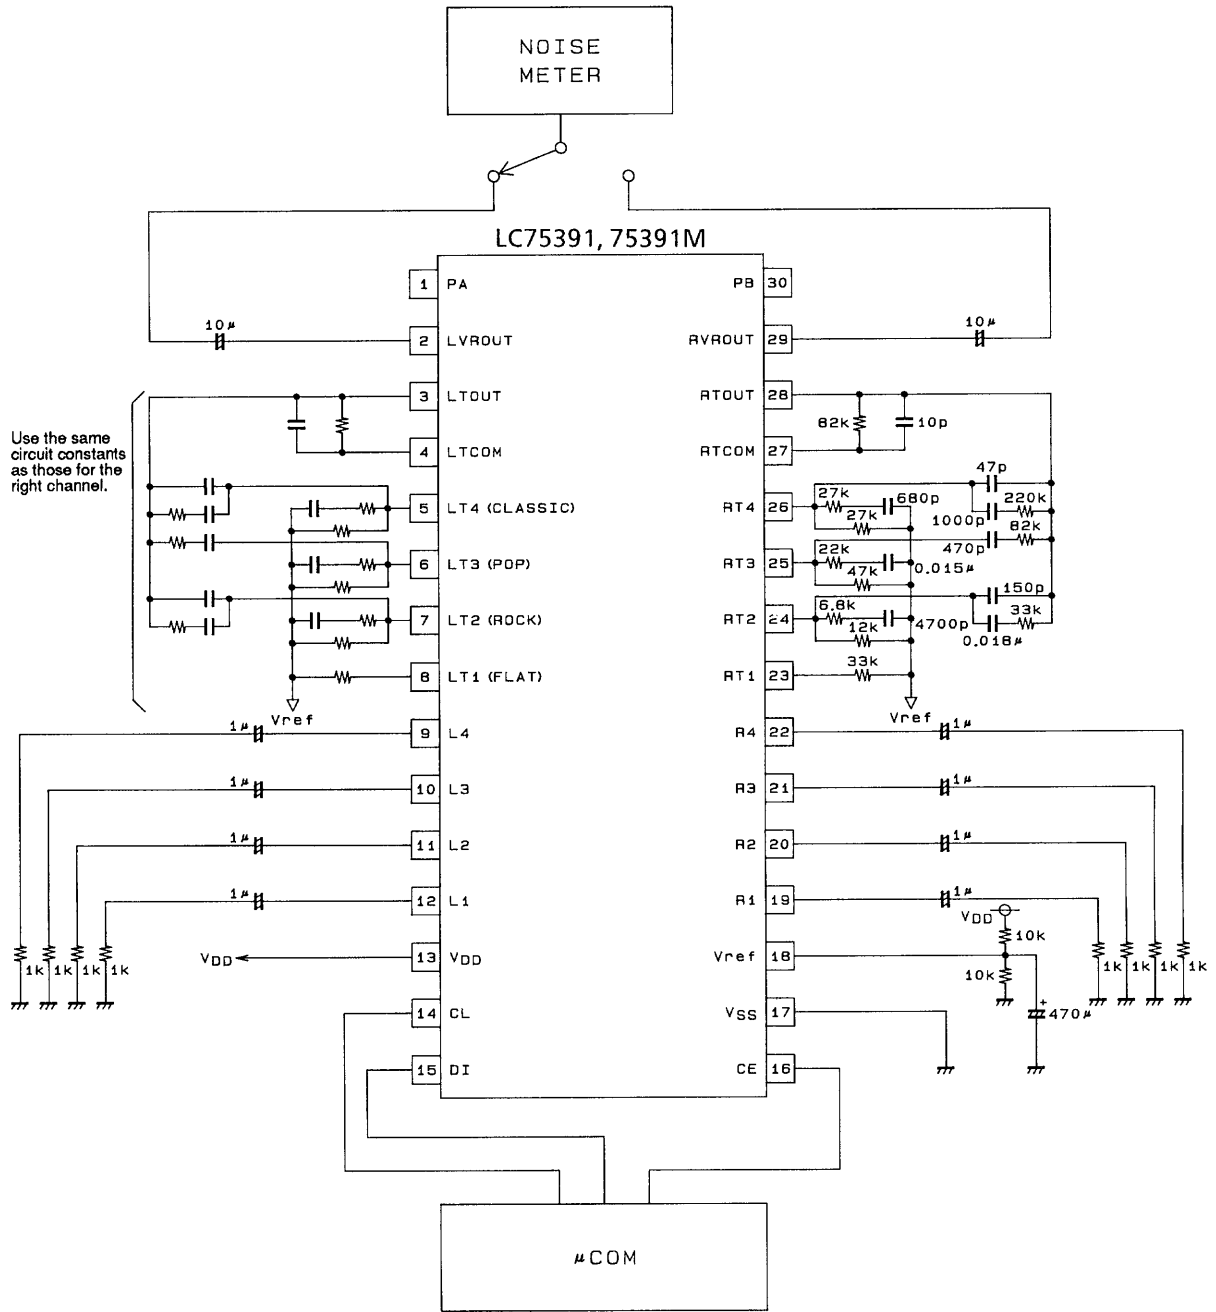 NOISE
METER
LC75391, 75391M
1 PA
PB 30
10μ
2 LVROUT
RVROUT 29
10μ
3 LTOUT
RTOUT 28
82k
10p
Use the same
circuit constants
as those for the
right channel.
4 LTCOM
RTCOM 27
47p
5 LT4 (CLASSIC)
RT4 26
27k
680p
220k
27k
1000p
82k
470p
6 LT3 (POP)
RT3 25
22k
0.015μ
47k
150p
7 LT2 (ROCK)
RT2 24
6.8k
4700p
33k
12k
0.018μ
8 LT1 (FLAT)
RT1 23
33k
Vref
Vref
1μ
9 L4
R4 22
1μ
1μ
10 L3
R3 21
1μ
1μ
11 L2
R2 20
1μ
1μ
12 L1
R1 19
1μ
VDD
10k
1k 1k 1k 1k
VDD
13 VDD
Vref 18
10k
1k 1k 1k 1k
14 CL
VSS 17
+
470μ
15 DI
CE 16
μCOM